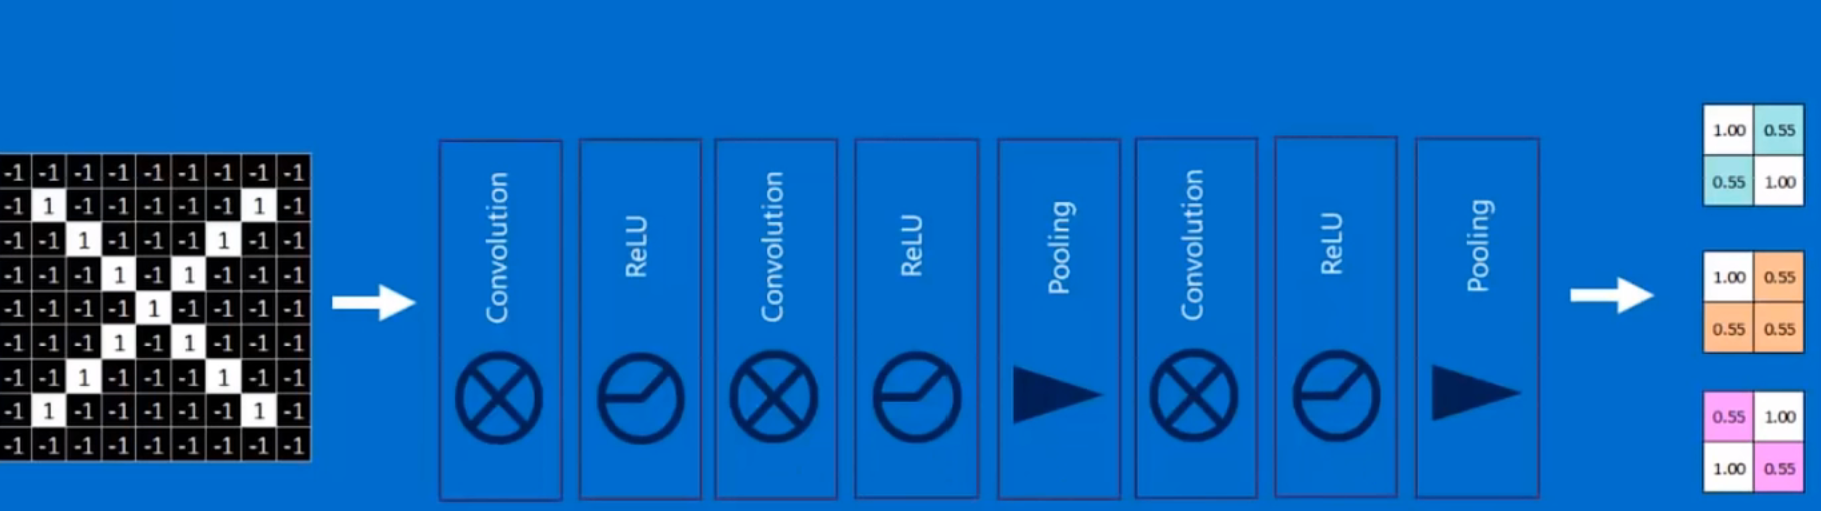 -1 -1 -1 -1 -1 -1 -1 -1 -1
-1 1 -1 -1 -1 -1 -1 1 -1
-1 -1 1 -1 -1 -1 1 -1 -1
-1 -1 -1 1 -1 1 -1 -1 -1
-1 -1 -1 -1 1 -1 -1 -1 -1
-1 -1 -1 1 -1 1 -1 -1 -1
-1 -1 1 -1 -1 -1 1 -1 -1
-1 1 -1 -1 -1 -1 -1 1 -1
-1 -1 -1 -1 -1 -1 -1 -1 -1
Convolution
ReLU
Convolution
ReLU
Pooling
Convolution
ReLU
Pooling
1.00 0.55
0.55 1.00
1.00 0.55
0.55 0.55
0.55 1.00
1.00 0.55